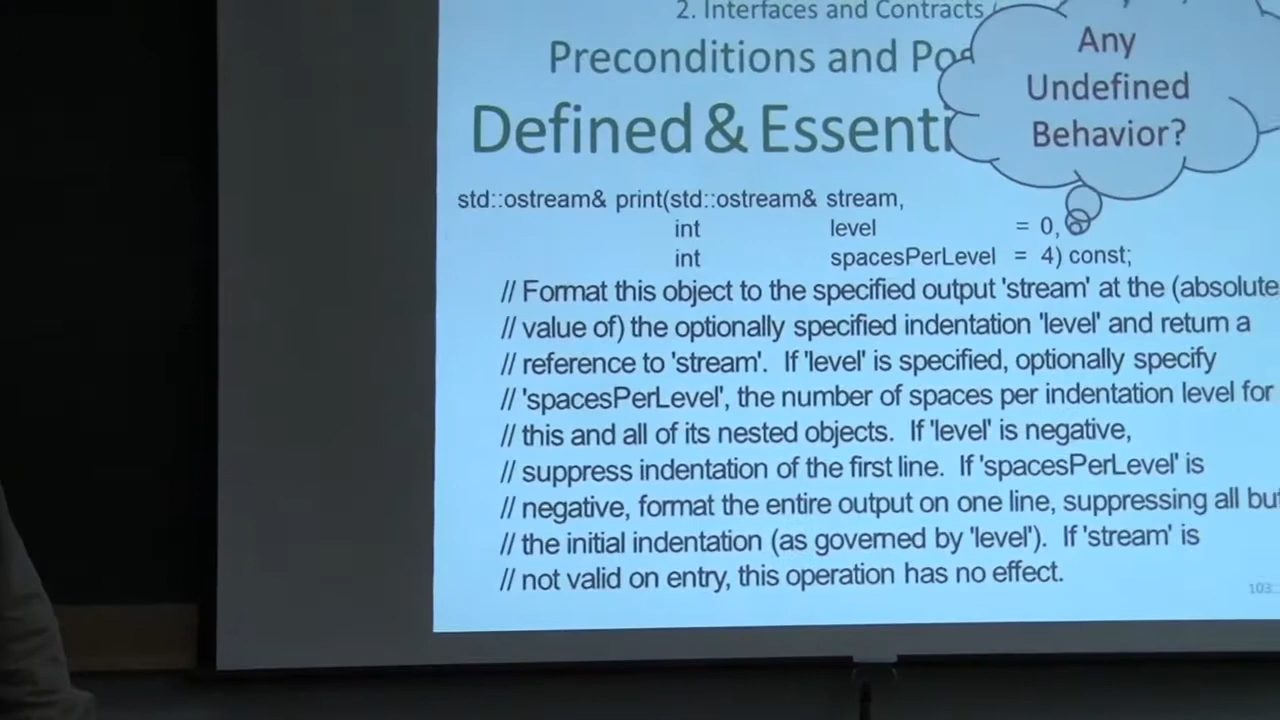 2. Interfaces and Contracts
Preconditions and
Defined & Essenti
Any
Undefined
Behavior?
std::ostream& print(std::ostream& stream,
int level = 0,
int spacesPerLevel = 4) const;
// Format this object to the specified output 'stream' at the (absolute
// value of) the optionally specified indentation 'level' and return a
// reference to 'stream'. If 'level' is specified, optionally specify
// 'spacesPerLevel', the number of spaces per indentation level for
// this and all of its nested objects. If 'level' is negative,
// suppress indentation of the first line. If 'spacesPerLevel' is
// negative, format the entire output on one line, suppressing all but
// the initial indentation (as governed by 'level'). If 'stream' is
// not valid on entry, this operation has no effect.
103